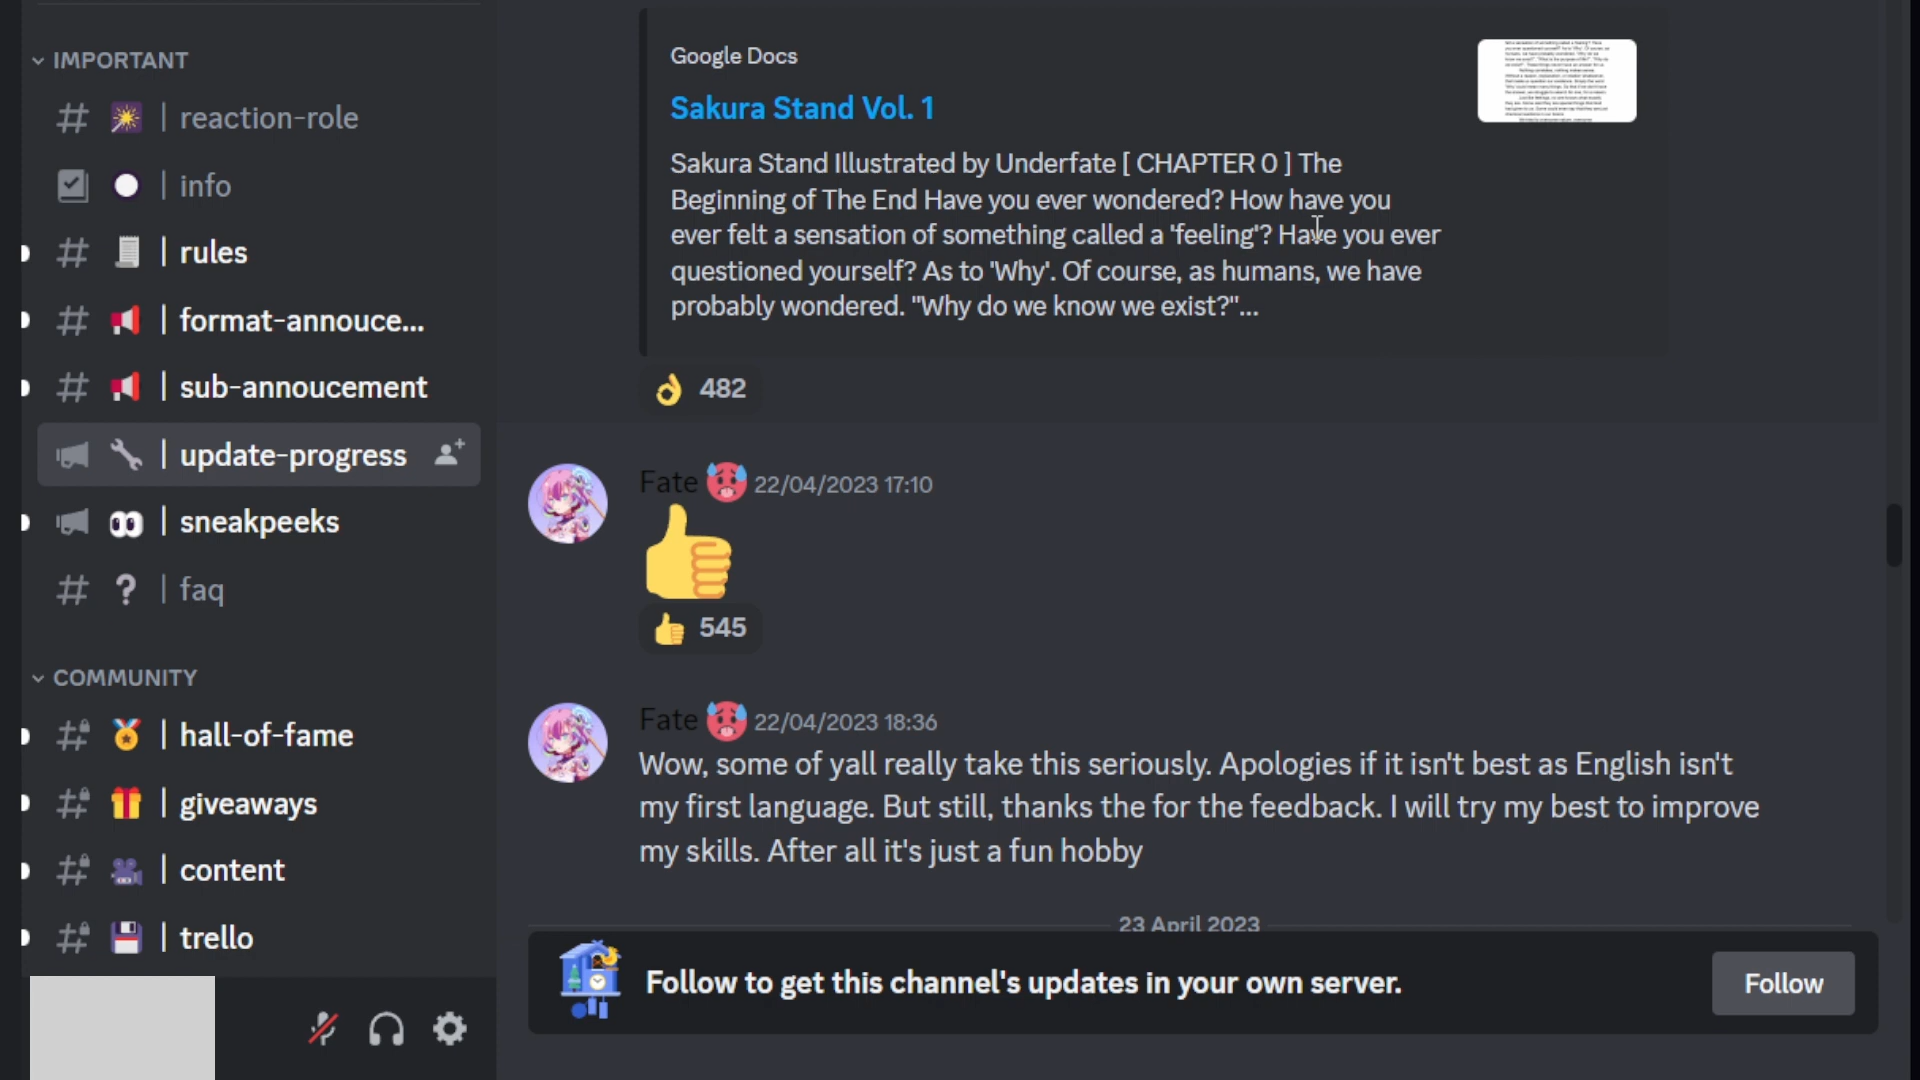 IMPORTANT
reaction-role
info
rules
format-annouce...
sub-annoucement
update-progress
sneakpeeks
faq
COMMUNITY
hall-of-fame
giveaways
content
trello
Google Docs
Sakura Stand Vol. 1
Sakura Stand Illustrated by Underfate [ CHAPTER 0 ] The
Beginning of The End Have you ever wondered? How have you
ever felt a sensation of something called a 'feeling'? Have you ever
questioned yourself? As to 'Why'. Of course, as humans, we have
probably wondered. "Why do we know we exist?"...
482
Fate 22/04/2023 17:10
545
Fate 22/04/2023 18:36
Wow, some of yall really take this seriously. Apologies if it isn't best as English isn't
my first language. But still, thanks the for the feedback. I will try my best to improve
my skills. After all it's just a fun hobby
23 April 2023
Follow to get this channel's updates in your own server.
Follow